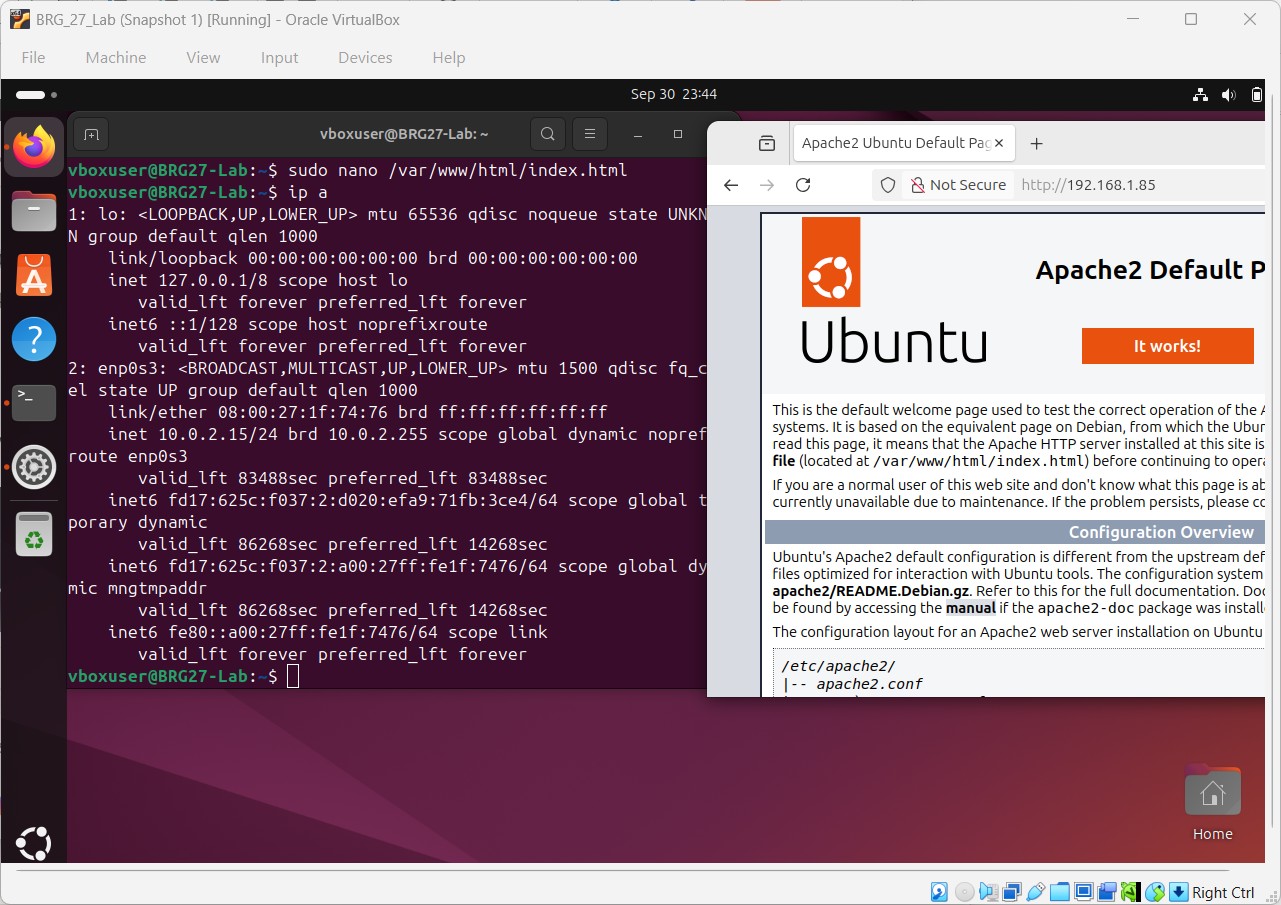 BRG_27_Lab (Snapshot 1) [Running] - Oracle VirtualBox
File Machine View Input Devices Help
Sep 30 23:44
vboxuser@BRG27-Lab: ~
vboxuser@BRG27-Lab:~$ sudo nano /var/www/html/index.html
vboxuser@BRG27-Lab:~$ ip a
1: lo: <LOOPBACK,UP,LOWER_UP> mtu 65536 qdisc noqueue state UNKN
N group default qlen 1000
link/loopback 00:00:00:00:00:00 brd 00:00:00:00:00:00
inet 127.0.0.1/8 scope host lo
valid_lft forever preferred_lft forever
inet6 ::1/128 scope host noprefixroute
valid_lft forever preferred_lft forever
2: enp0s3: <BROADCAST,MULTICAST,UP,LOWER_UP> mtu 1500 qdisc fq_c
el state UP group default qlen 1000
link/ether 08:00:27:1f:74:76 brd ff:ff:ff:ff:ff:ff
inet 10.0.2.15/24 brd 10.0.2.255 scope global dynamic nopref
route enp0s3
valid_lft 83488sec preferred_lft 83488sec
inet6 fd17:625c:f037:2:d020:efa9:71fb:3ce4/64 scope global t
porary dynamic
valid_lft 86268sec preferred_lft 14268sec
inet6 fd17:625c:f037:2:a00:27ff:fe1f:7476/64 scope global dy
mic mngtmpaddr
valid_lft 86268sec preferred_lft 14268sec
inet6 fe80::a00:27ff:fe1f:7476/64 scope link
valid_lft forever preferred_lft forever
vboxuser@BRG27-Lab:~$
Apache2 Ubuntu Default Pag
Not Secure http://192.168.1.85
Apache2 Default P
Ubuntu
It works!
This is the default welcome page used to test the correct operation of the A
systems. It is based on the equivalent page on Debian, from which the Ubun
read this page, it means that the Apache HTTP server installed at this site is
file (located at /var/www/html/index.html) before continuing to opera
If you are a normal user of this web site and don't know what this page is ab
currently unavailable due to maintenance. If the problem persists, please co
Configuration Overview
Ubuntu's Apache2 default configuration is different from the upstream def
files optimized for interaction with Ubuntu tools. The configuration system
apache2/README.Debian.gz. Refer to this for the full documentation. Doc
be found by accessing the manual if the apache2-doc package was install
The configuration layout for an Apache2 web server installation on Ubuntu
/etc/apache2/
|-- apache2.conf
Home
Right Ctrl